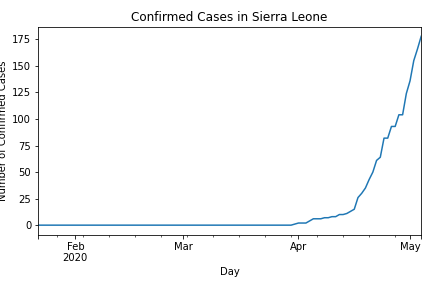 Confirmed Cases in Sierra Leone
Number of Confirmed Cases
175
150
125
100
75
50
25
0
Feb
2020
Mar
Apr
May
Day